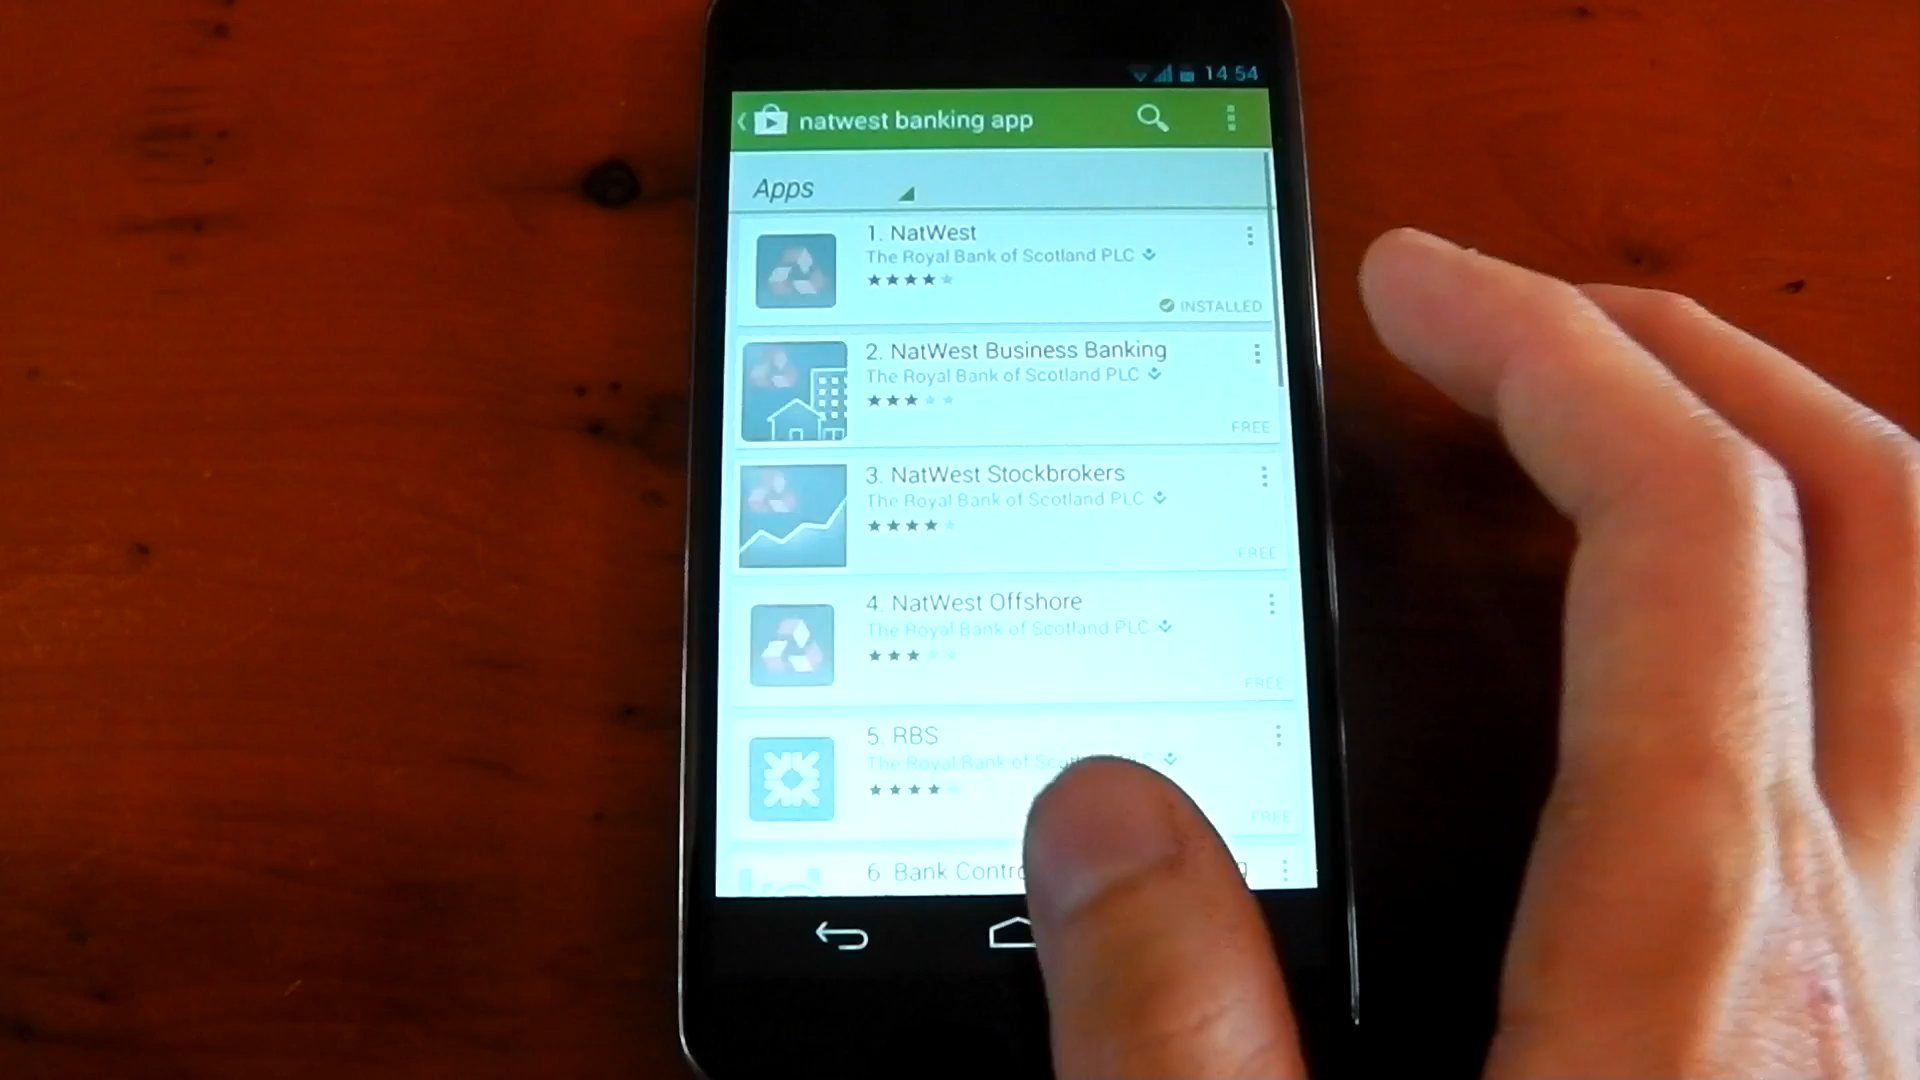 14 54
natwest banking app
Apps
1. NatWest
The Royal Bank of Scotland PLC
INSTALLED
2. NatWest Business Banking
The Royal Bank of Scotland PLC
FREE
3. NatWest Stockbrokers
The Royal Bank of Scotland PLC
FREE
4. NatWest Offshore
The Royal Bank of Scotland PLC
FREE
5 RBS
The Royal Bank of
FREE
6 Bank